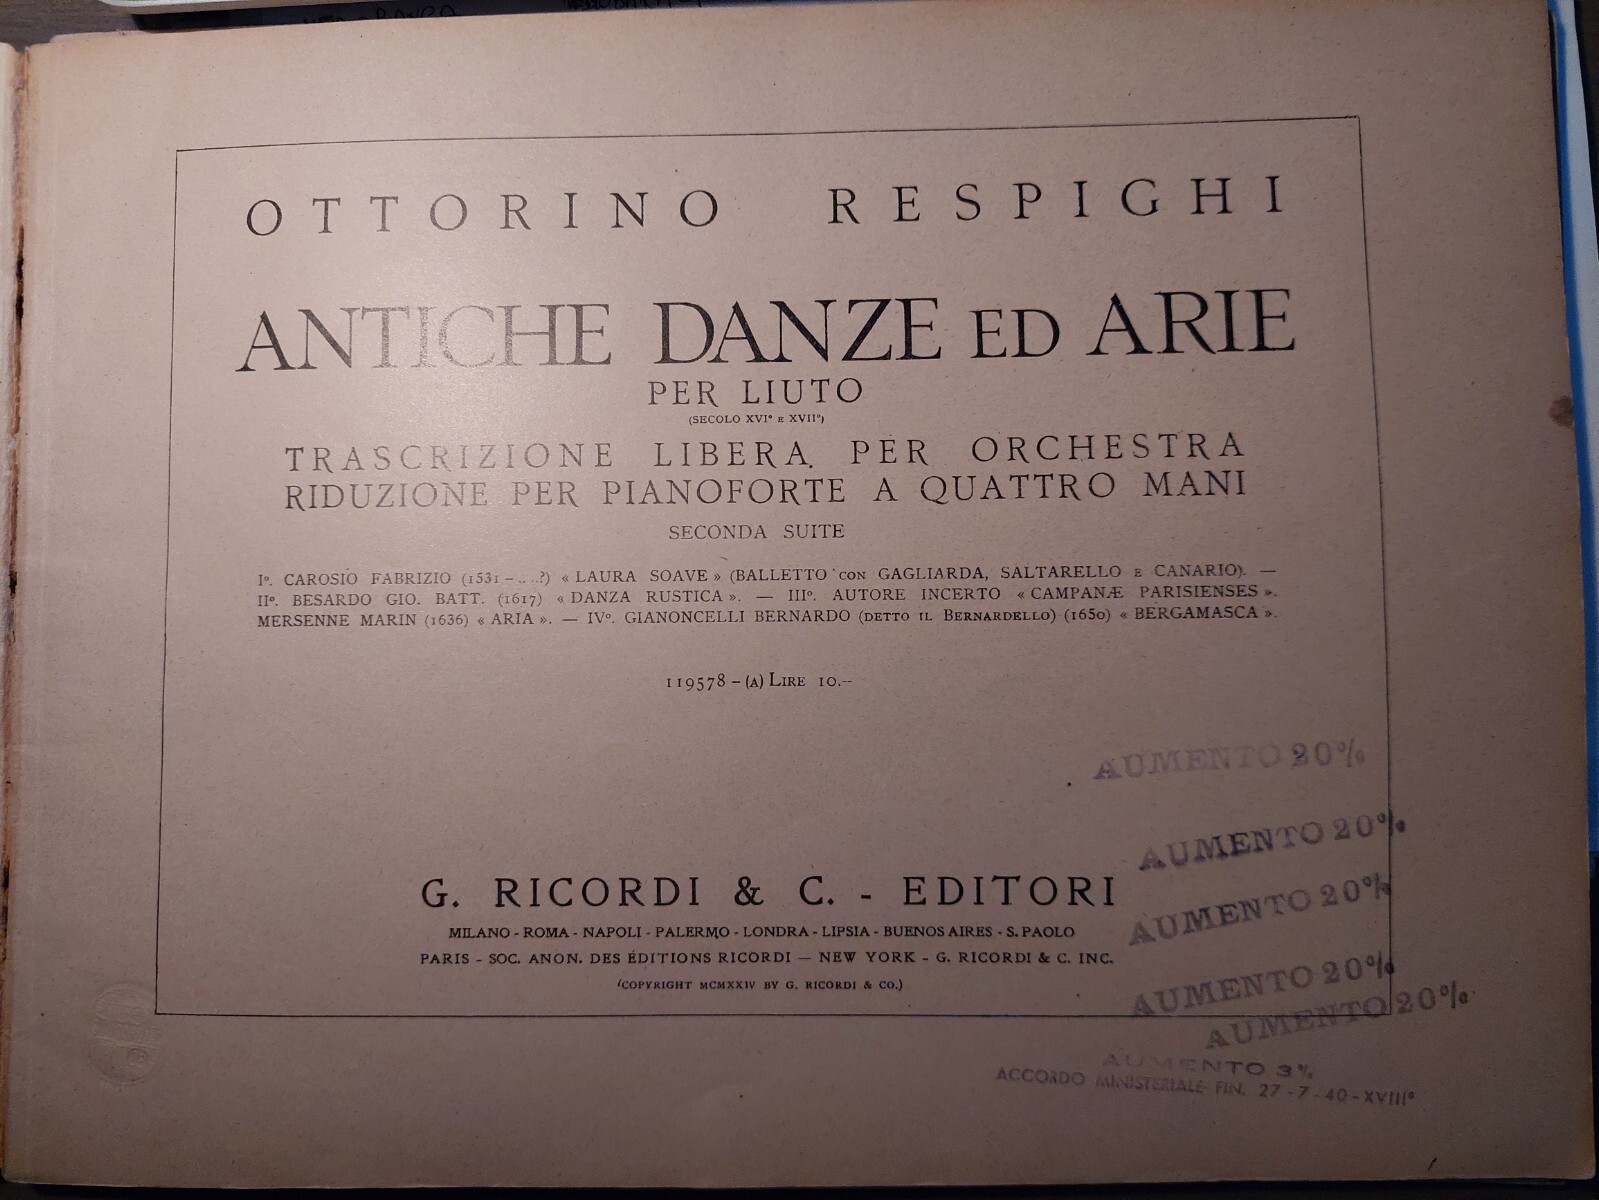 OTTORINO RESPIGHI
ANTICHE DANZE ED ARIE
PER LIUTO
(SECOLO XVI° E XVII°)
TRASCRIZIONE LIBERA PER ORCHESTRA
RIDUZIONE PER PIANOFORTE A QUATTRO MANI
SECONDA SUITE
I°. CAROSIO FABRIZIO (1531 – .. ..?) « LAURA SOAVE » (BALLETTO CON GAGLIARDA, SALTARELLO E CANARIO). —
II°. BESARDO GIO. BATT. (1617) « DANZA RUSTICA ». — III°. AUTORE INCERTO « CAMPANÆ PARISIENSES ».
MERSENNE MARIN (1636) « ARIA ». — IV°. GIANONCELLI BERNARDO (DETTO IL BERNARDELLO) (1650) « BERGAMASCA ».
119578 – (A) LIRE 10.--
AUMENTO 20%
AUMENTO 20%
AUMENTO 20%
AUMENTO 20%
AUMENTO 20%
AUMENTO 3%
ACCORDO MINISTERIALE FIN. 27-7-40-XVIII°
G. RICORDI & C. - EDITORI
MILANO - ROMA - NAPOLI - PALERMO - LONDRA - LIPSIA - BUENOS AIRES - S. PAOLO
PARIS - SOC. ANON. DES ÉDITIONS RICORDI — NEW YORK - G. RICORDI & C. INC.
(COPYRIGHT MCMXXIV BY G. RICORDI & CO.)